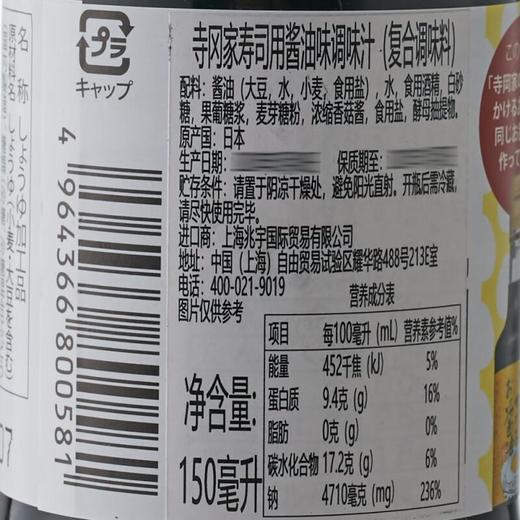 プラ
キャップ
4 964366 800581
名　称　しょうゆ加工品
寺冈家寿司用酱油味调味汁（复合调味料）
配料：酱油（大豆，水，小麦，食用盐），水，食用酒精，白砂
糖，果葡糖浆，麦芽糖粉，浓缩香菇酱，食用盐，酵母抽提物。
原产国：日本
生产日期：
保质期至：
贮存条件：请置于阴凉干燥处，避免阳光直射。开瓶后需冷藏，
请尽快使用完毕。
进口商：上海兆宇国际贸易有限公司
地址：中国（上海）自由贸易试验区耀华路488号213E室
电话：400-021-9019
营养成分表
项目 每100毫升（mL） 营养素参考值%
能量 452千焦（kJ） 5%
蛋白质 9.4克（g） 16%
脂肪 0克（g） 0%
碳水化合物 17.2克（g） 6%
钠 4710毫克（mg） 236%
净含量：
150毫升
この
「寺岡家
かける
同じお
作って